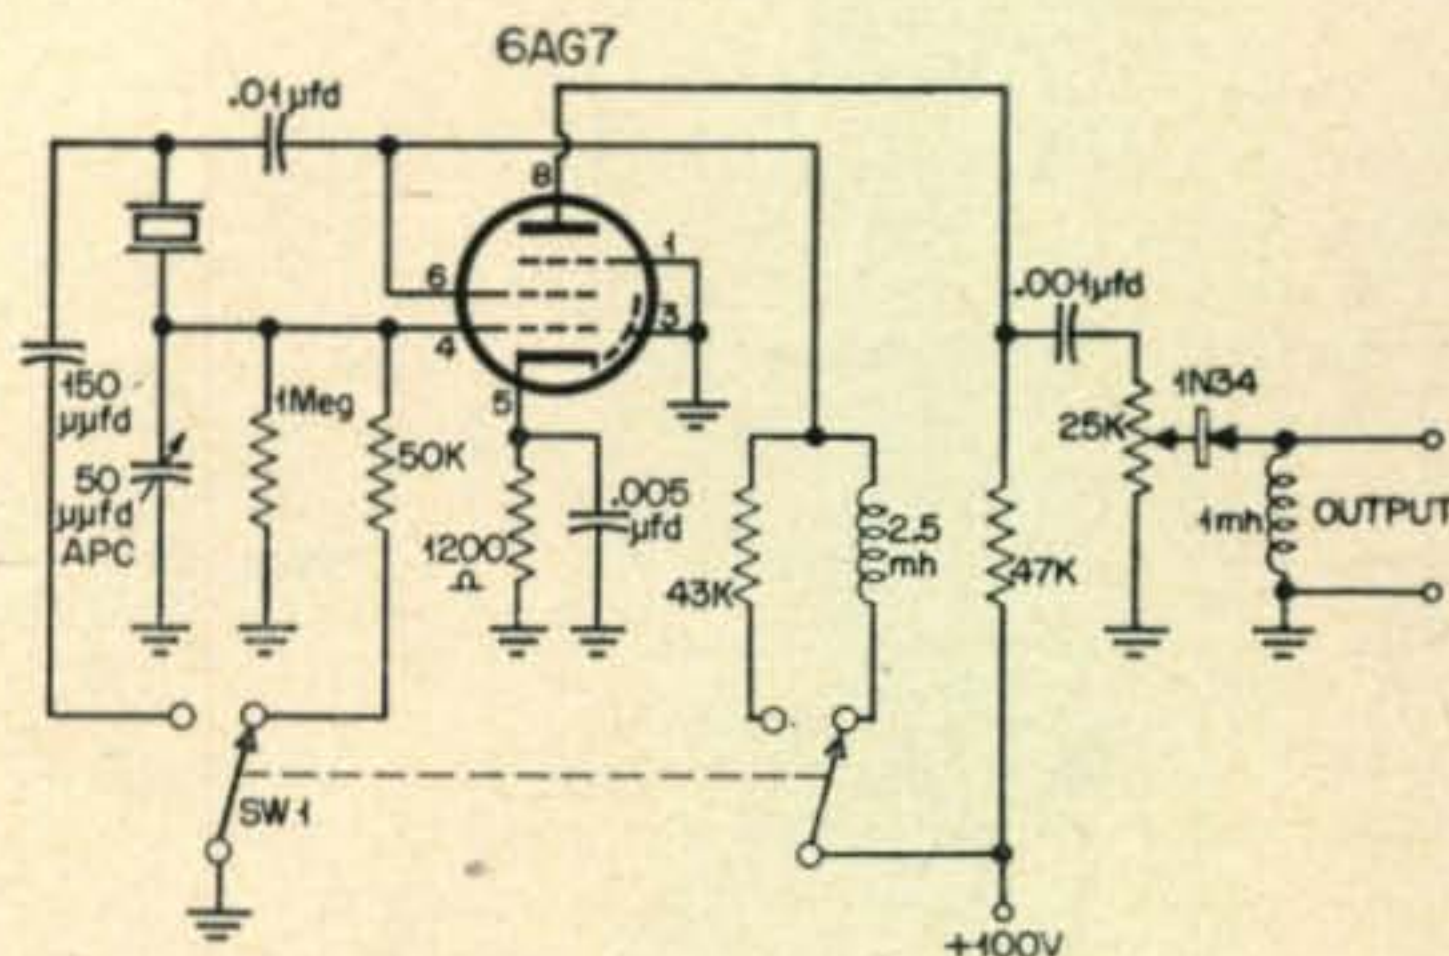 6AG7
.01µfd
8
1
6
3
4
5
.001µfd
150
µµfd
1Meg
50K
50
µµfd
APC
1200
Ω
.005
µfd
43K
2.5
mh
47K
25K
1N34
1mh
OUTPUT
SW1
+100V